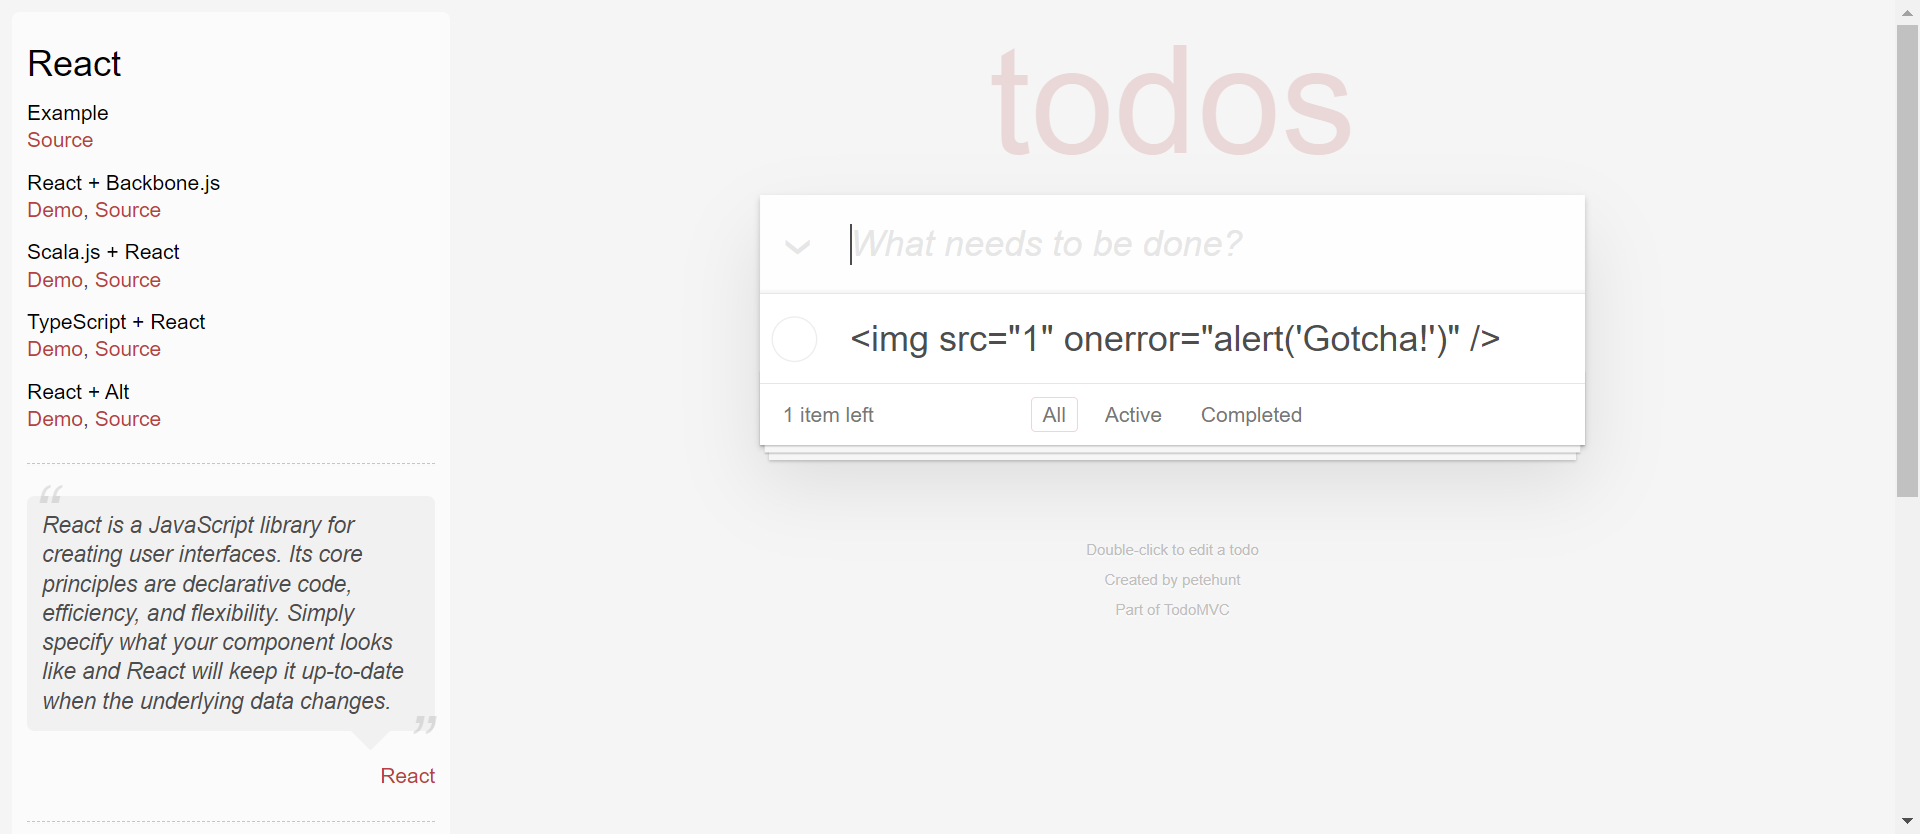 React
Example
Source
React + Backbone.js
Demo, Source
Scala.js + React
Demo, Source
TypeScript + React
Demo, Source
React + Alt
Demo, Source
“
React is a JavaScript library for
creating user interfaces. Its core
principles are declarative code,
efficiency, and flexibility. Simply
specify what your component looks
like and React will keep it up-to-date
when the underlying data changes.
”
React
todos
What needs to be done?
<img src="1" onerror="alert('Gotcha!')" />
1 item left
All
Active
Completed
Double-click to edit a todo
Created by petehunt
Part of TodoMVC